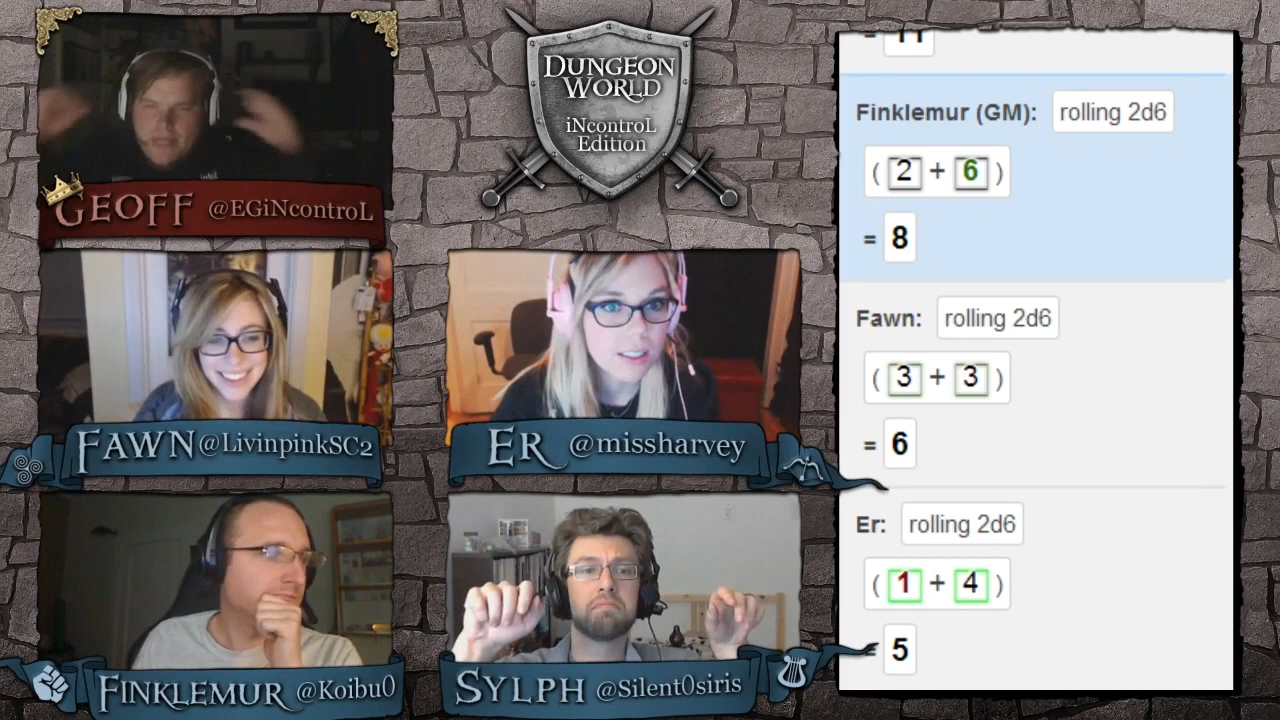 DUNGEON
WORLD
iNcontroL
Edition
GEOFF @EGiNcontroL
FAWN @LivinpinkSC2
ER @missharvey
FINKLEMUR @Koibu0
SYLPH @Silent0siris
= 11
Finklemur (GM): rolling 2d6
( 2 + 6 )
= 8
Fawn: rolling 2d6
( 3 + 3 )
= 6
Er: rolling 2d6
( 1 + 4 )
= 5